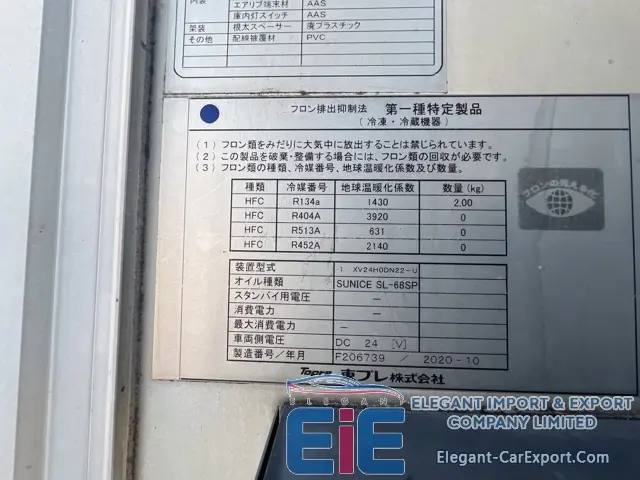 内装 エアリブ端末材 AAS
庫内灯スイッチ AAS
架装 根太スペーサー 廃プラスチック
その他 配線被覆材 PVC
フロン排出抑制法 第一種特定製品
(冷凍・冷蔵機器)
(1) フロン類をみだりに大気中に放出することは禁じられています。
(2) この製品を破棄・整備する場合には、フロン類の回収が必要です。
(3) フロン類の種類、冷媒番号、地球温暖化係数及び数量。
種類 冷媒番号 地球温暖化係数 数量(kg)
HFC R134a 1430 2.00
HFC R404A 3920 0
HFC R513A 631 0
HFC R452A 2140 0
フロンの見える化
装置型式 XV24H0DN22-U
オイル種類 SUNICE SL-68SP
スタンバイ用電圧 —
消費電力 —
最大消費電力 —
車両側電圧 DC 24 [V]
製造番号/年月 F206739 / 2020-10
Topre 東プレ株式会社
ELEGANT
EiE
ELEGANT IMPORT & EXPORT
COMPANY LIMITED
Elegant-CarExport.Com